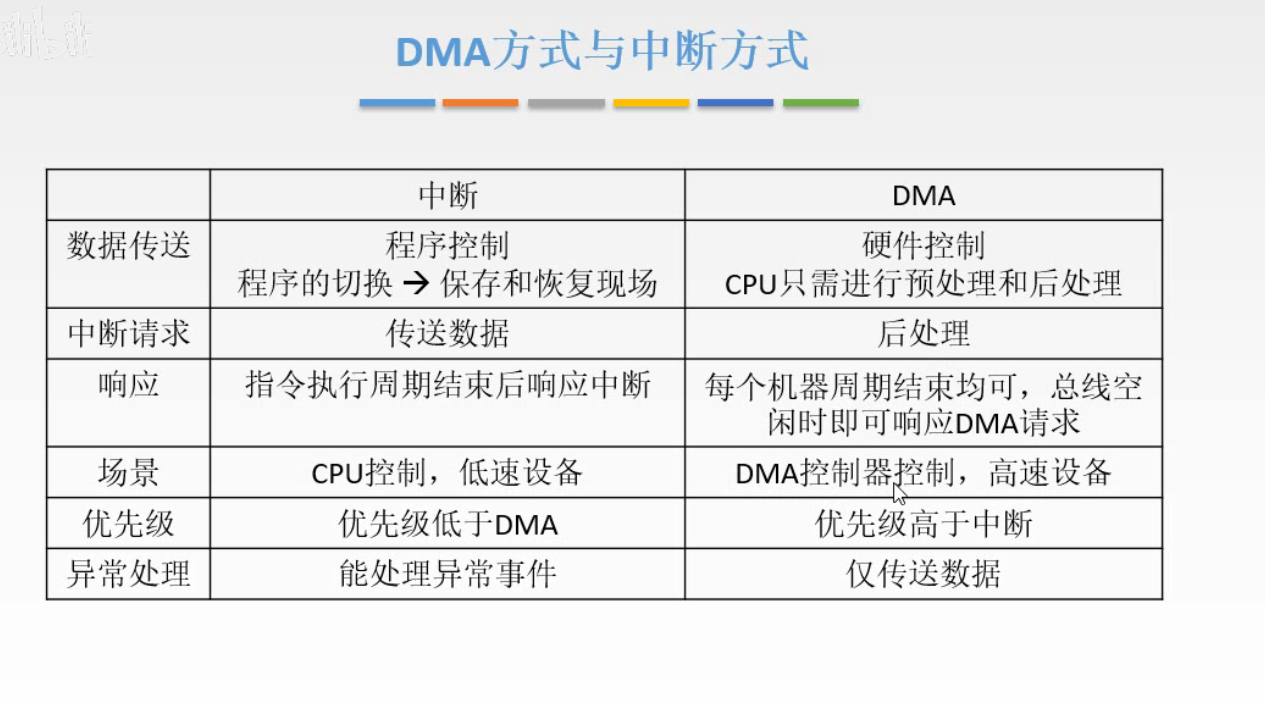 DMA方式与中断方式
中断
DMA
数据传送
程序控制
程序的切换 → 保存和恢复现场
硬件控制
CPU只需进行预处理和后处理
中断请求
传送数据
后处理
响应
指令执行周期结束后响应中断
每个机器周期结束均可，总线空
闲时即可响应DMA请求
场景
CPU控制，低速设备
DMA控制器控制，高速设备
优先级
优先级低于DMA
优先级高于中断
异常处理
能处理异常事件
仅传送数据